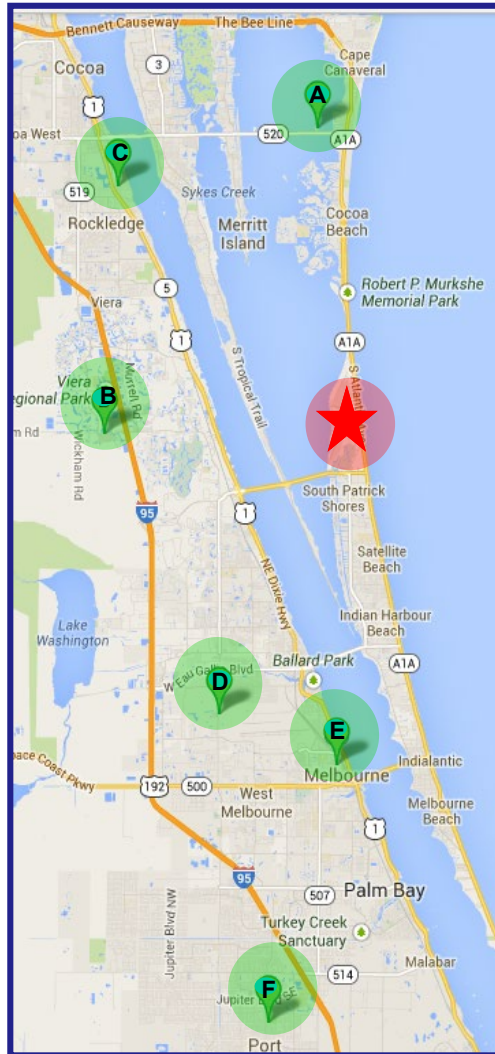 Bennett Causeway
The Bee Line
Cocoa
3
Cape
Canaveral
1
A
oa West
520
A1A
C
519
Sykes Creek
Rockledge
Merritt
Island
Cocoa
Beach
5
Robert P. Murkshe
Memorial Park
Viera
1
A1A
S Tropical Trail
Murrell Rd
Viera
egional Park
B
m Rd
Wickham Rd
South Patrick
Shores
95
1
NE Dixie Hwy
Satellite
Beach
Lake
Washington
Indian Harbour
Beach
Ballard Park
A1A
W Eau Gallie Blvd
D
E
pace Coast Pkwy
Indialantic
Melbourne
192
500
West
Melbourne
Melbourne
Beach
1
95
507
Palm Bay
Jupiter Blvd NW
Turkey Creek
Sanctuary
514
Malabar
F
Port